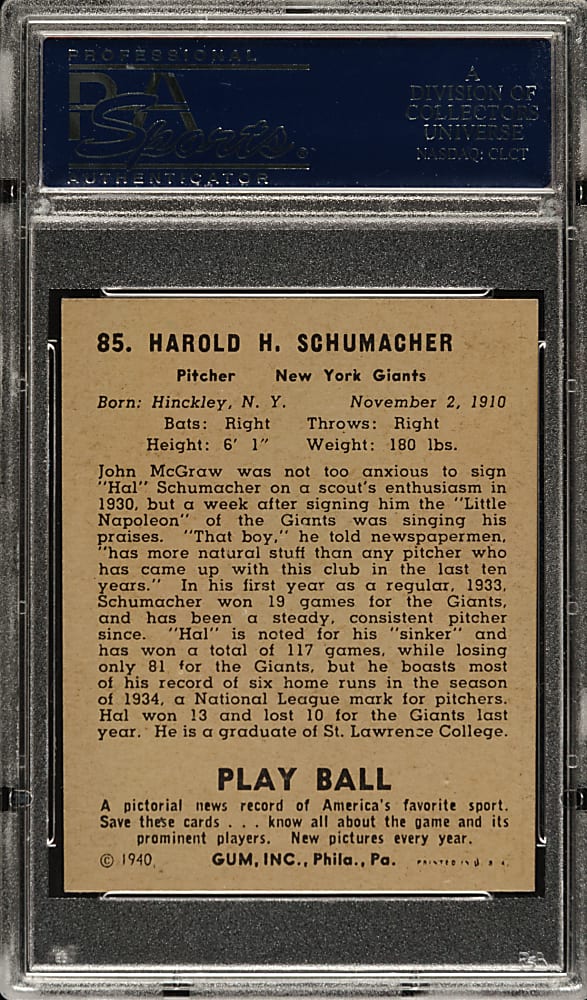 PROFESSIONAL
PSA
Sports
AUTHENTICATOR
A
DIVISION OF
COLLECTORS
UNIVERSE
NASDAQ: CLCT
85. HAROLD H. SCHUMACHER
Pitcher New York Giants
Born: Hinckley, N. Y. November 2, 1910
Bats: Right Throws: Right
Height: 6' 1" Weight: 180 lbs.
John McGraw was not too anxious to sign
"Hal" Schumacher on a scout's enthusiasm in
1930, but a week after signing him the "Little
Napoleon" of the Giants was singing his
praises. "That boy," he told newspapermen,
"has more natural stuff than any pitcher who
has came up with this club in the last ten
years." In his first year as a regular, 1933,
Schumacher won 19 games for the Giants,
and has been a steady, consistent pitcher
since. "Hal" is noted for his "sinker" and
has won a total of 117 games, while losing
only 81 for the Giants, but he boasts most
of his record of six home runs in the season
of 1934, a National League mark for pitchers.
Hal won 13 and lost 10 for the Giants last
year. He is a graduate of St. Lawrence College.
PLAY BALL
A pictorial news record of America's favorite sport.
Save these cards . . . know all about the game and its
prominent players. New pictures every year.
© 1940, GUM, INC., Phila., Pa. PRINTED IN U. S. A.
PSA